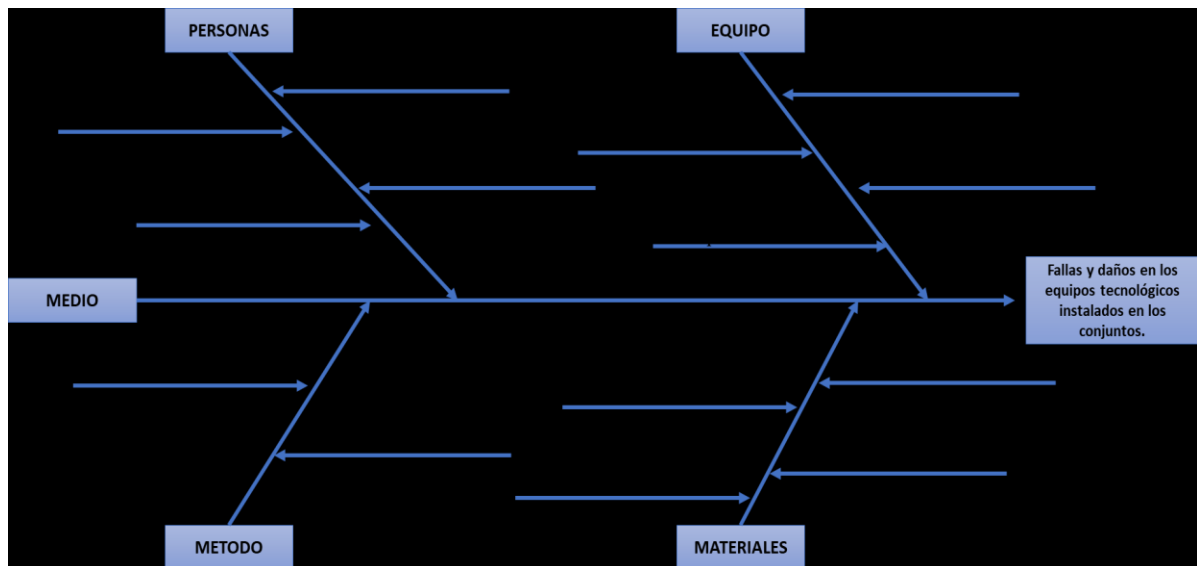 PERSONAS
EQUIPO
MEDIO
Fallas y daños en los
equipos tecnológicos
instalados en los
conjuntos.
METODO
MATERIALES